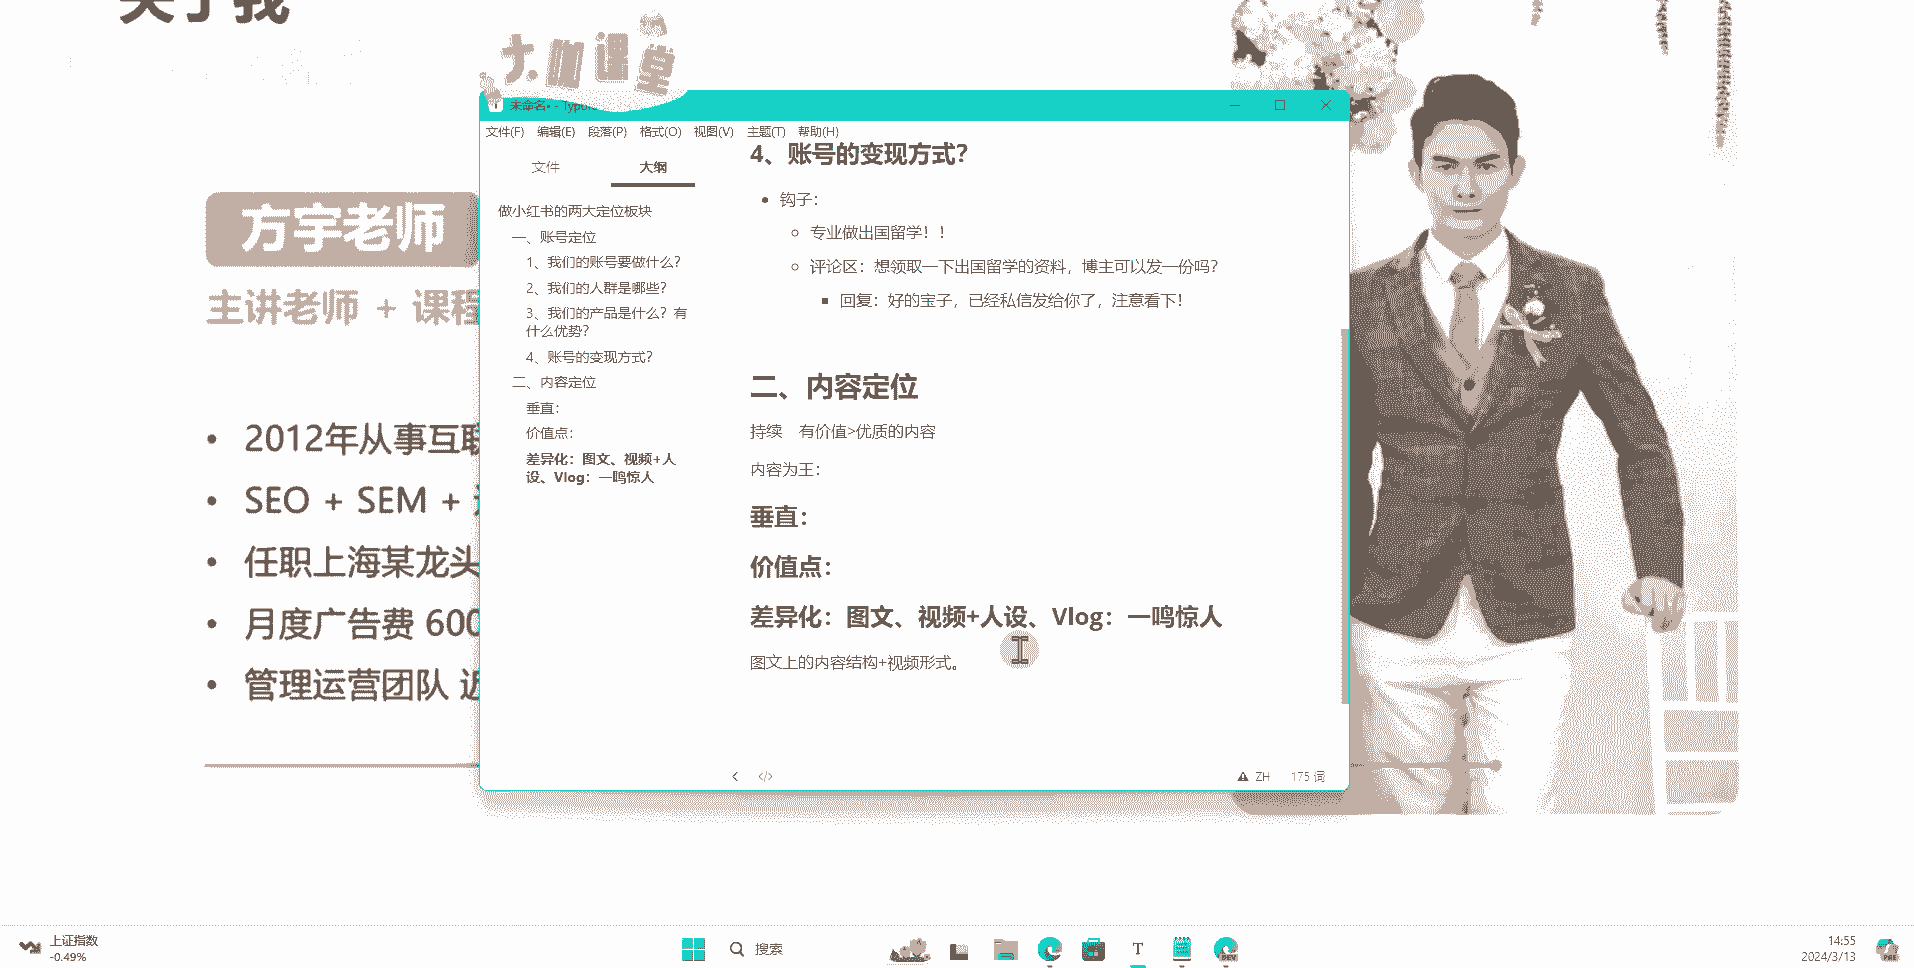 关于我
大咖课堂
方宇老师
主讲老师 + 课程
2012年从事互联
SEO + SEM +
任职上海某龙头
月度广告费 600
管理运营团队 近
未命名• - Typora
文件(F) 编辑(E) 段落(P) 格式(O) 视图(V) 主题(T) 帮助(H)
文件 大纲
做小红书的两大定位板块
一、账号定位
1、我们的账号要做什么?
2、我们的人群是哪些?
3、我们的产品是什么? 有
什么优势?
4、账号的变现方式?
二、内容定位
垂直:
价值点:
差异化: 图文、视频+人
设、Vlog: 一鸣惊人
4、账号的变现方式?
钩子:
专业做出国留学! !
评论区: 想领取一下出国留学的资料, 博主可以发一份吗?
回复: 好的宝子, 已经私信发给你了, 注意看下!
二、内容定位
持续 有价值>优质的内容
内容为王:
垂直:
价值点:
差异化: 图文、视频+人设、Vlog: 一鸣惊人
图文上的内容结构+视频形式。
ZH 175 词
上证指数
-0.49%
搜索
T
DEV
14:55
2024/3/13
PRE